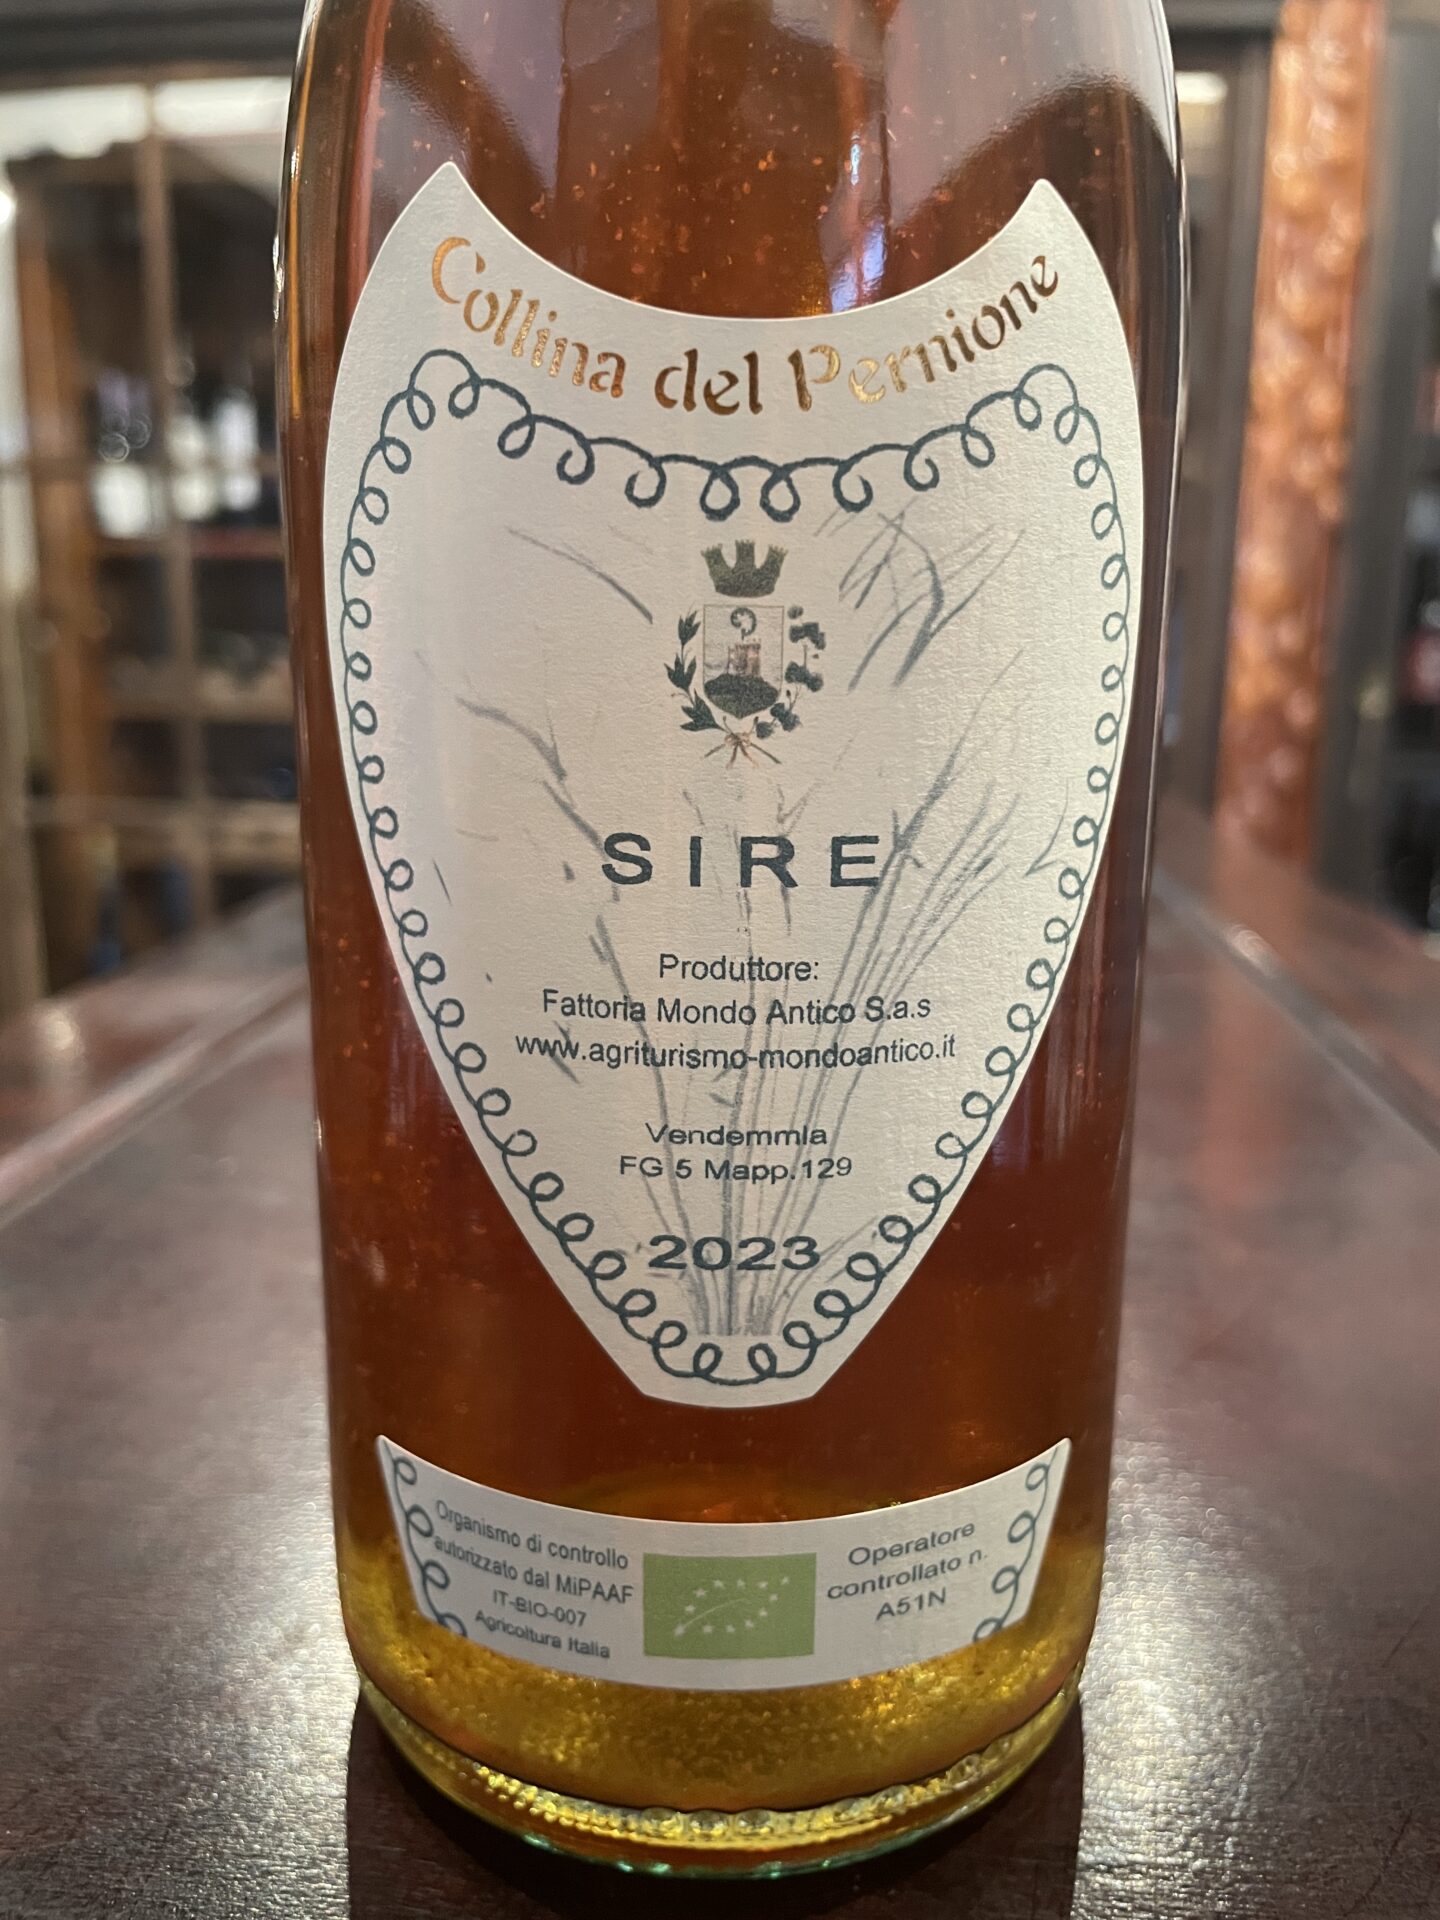 Collina del Pernione
SIRE
Produttore:
Fattoria Mondo Antico S.a.s
www.agriturismo-mondoantico.it
Vendemmia
FG 5 Mapp.129
2023
Organismo di controllo
autorizzato dal MiPAAF
IT-BIO-007
Agricoltura Italia
Operatore
controllato n.
A51N